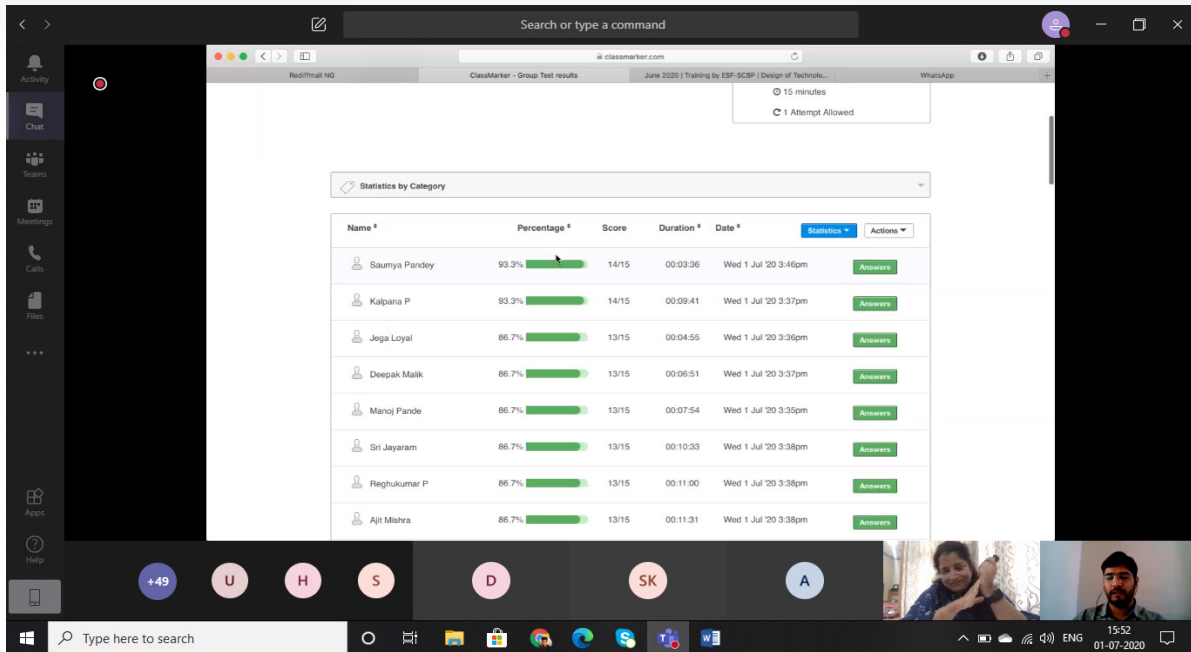 Search or type a command
Activity
Chat
Teams
Meetings
Calls
Files
Apps
Help
classmarker.com
Rediffmail NG
ClassMarker - Group Test results
June 2020 | Training by ESF-SCBP | Design of Technolo...
WhatsApp
15 minutes
1 Attempt Allowed
Statistics by Category
Name Percentage Score Duration Date Statistics Actions
Saumya Pandey 93.3% 14/15 00:03:36 Wed 1 Jul '20 3:46pm Answers
Kalpana P 93.3% 14/15 00:09:41 Wed 1 Jul '20 3:37pm Answers
Jega Loyal 86.7% 13/15 00:04:55 Wed 1 Jul '20 3:36pm Answers
Deepak Malik 86.7% 13/15 00:06:51 Wed 1 Jul '20 3:37pm Answers
Manoj Pande 86.7% 13/15 00:07:54 Wed 1 Jul '20 3:35pm Answers
Sri Jayaram 86.7% 13/15 00:10:33 Wed 1 Jul '20 3:38pm Answers
Reghukumar P 86.7% 13/15 00:11:00 Wed 1 Jul '20 3:38pm Answers
Ajit Mishra 86.7% 13/15 00:11:31 Wed 1 Jul '20 3:38pm Answers
+49 U H S D SK A
Type here to search
ENG
15:52
01-07-2020